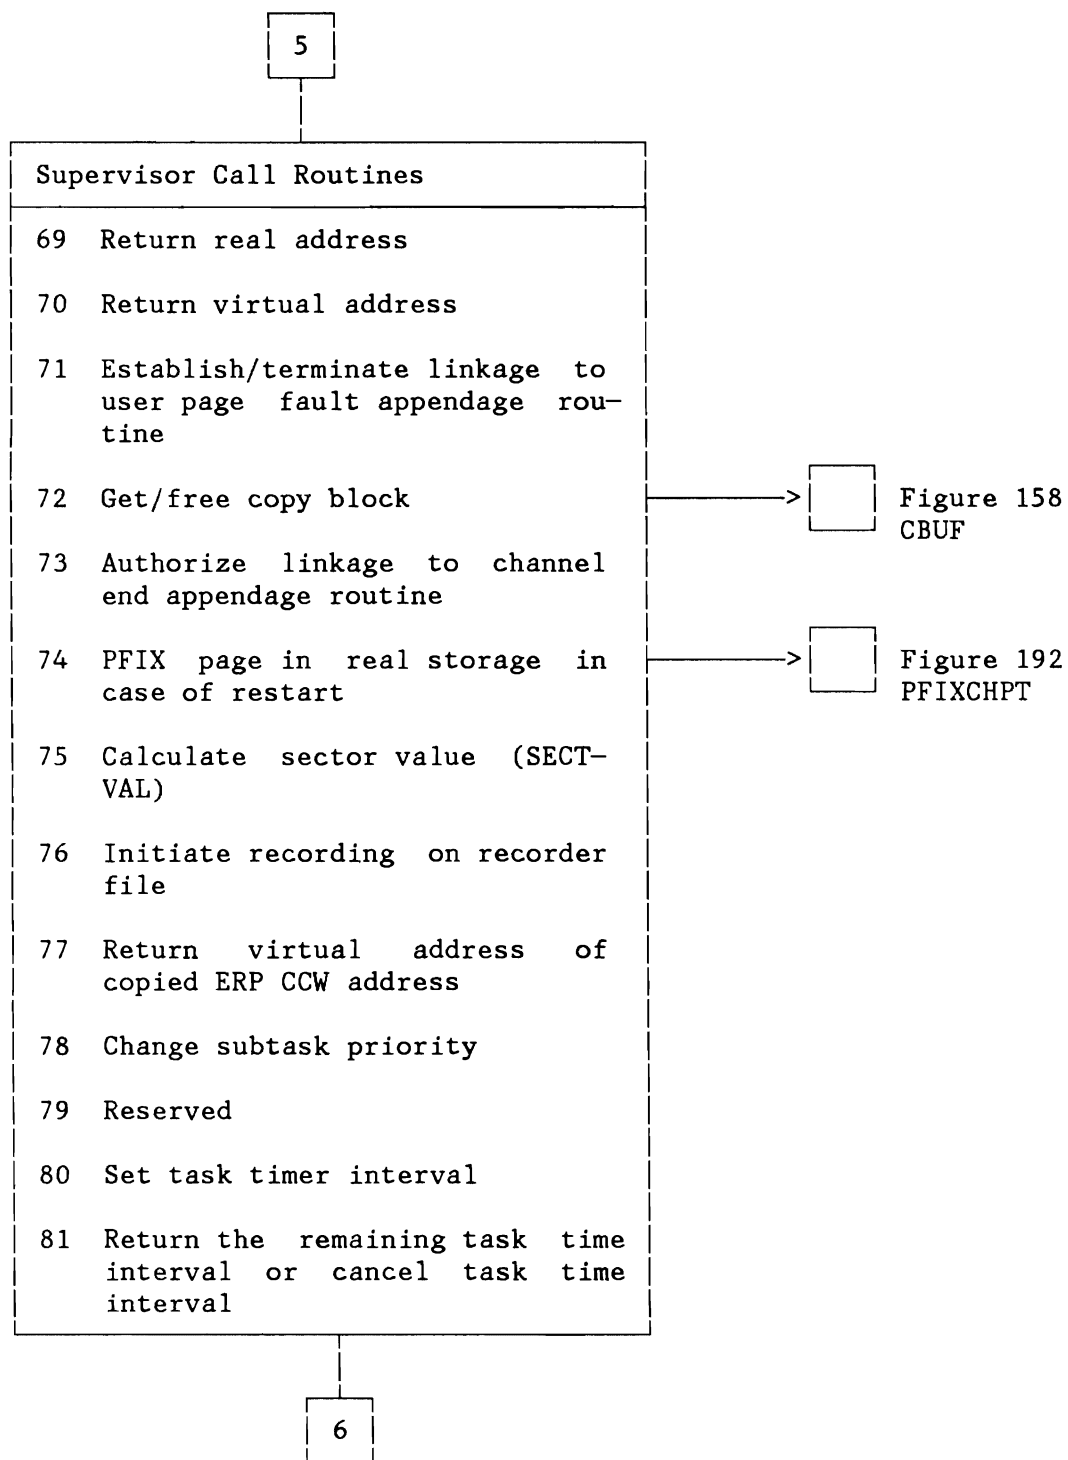 5
Supervisor Call Routines
69 Return real address
70 Return virtual address
71 Establish/terminate linkage to
user page fault appendage rou-
tine
72 Get/free copy block
Figure 158
CBUF
73 Authorize linkage to channel
end appendage routine
74 PFIX page in real storage in
case of restart
Figure 192
PFIXCHPT
75 Calculate sector value (SECT-
VAL)
76 Initiate recording on recorder
file
77 Return virtual address of
copied ERP CCW address
78 Change subtask priority
79 Reserved
80 Set task timer interval
81 Return the remaining task time
interval or cancel task time
interval
6